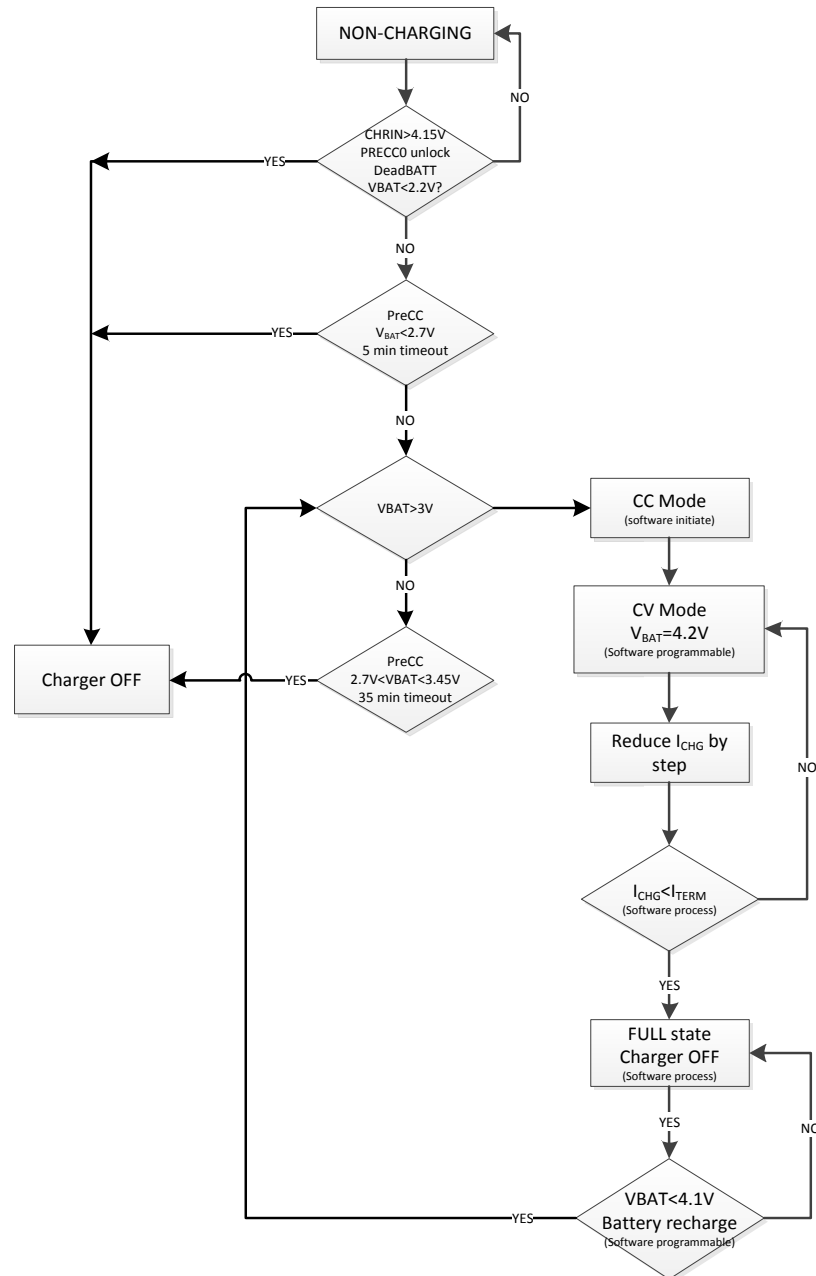 NON-CHARGING
NO
CHRIN>4.15V
PRECC0 unlock
DeadBATT
VBAT<2.2V?
YES
NO
PreCC
VBAT<2.7V
5 min timeout
YES
NO
VBAT>3V
CC Mode
(software initiate)
NO
CV Mode
VBAT=4.2V
(Software programmable)
PreCC
2.7V<VBAT<3.45V
35 min timeout
YES
Charger OFF
Reduce ICHG by
step
NO
ICHG<ITERM
(Software process)
YES
FULL state
Charger OFF
(Software process)
YES
NO
VBAT<4.1V
Battery recharge
(Software programmable)
YES